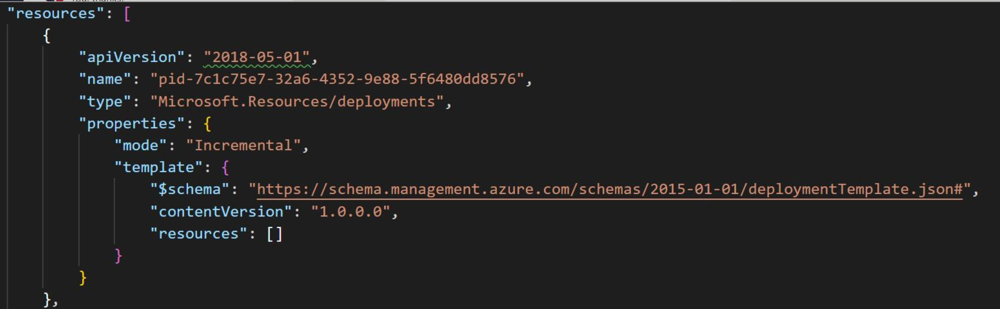 "resources": [
{
"apiVersion": "2018-05-01",
"name": "pid-7c1c75e7-32a6-4352-9e88-5f6480dd8576",
"type": "Microsoft.Resources/deployments",
"properties": {
"mode": "Incremental",
"template": {
"$schema": "https://schema.management.azure.com/schemas/2015-01-01/deploymentTemplate.json#",
"contentVersion": "1.0.0.0",
"resources": []
}
}
},